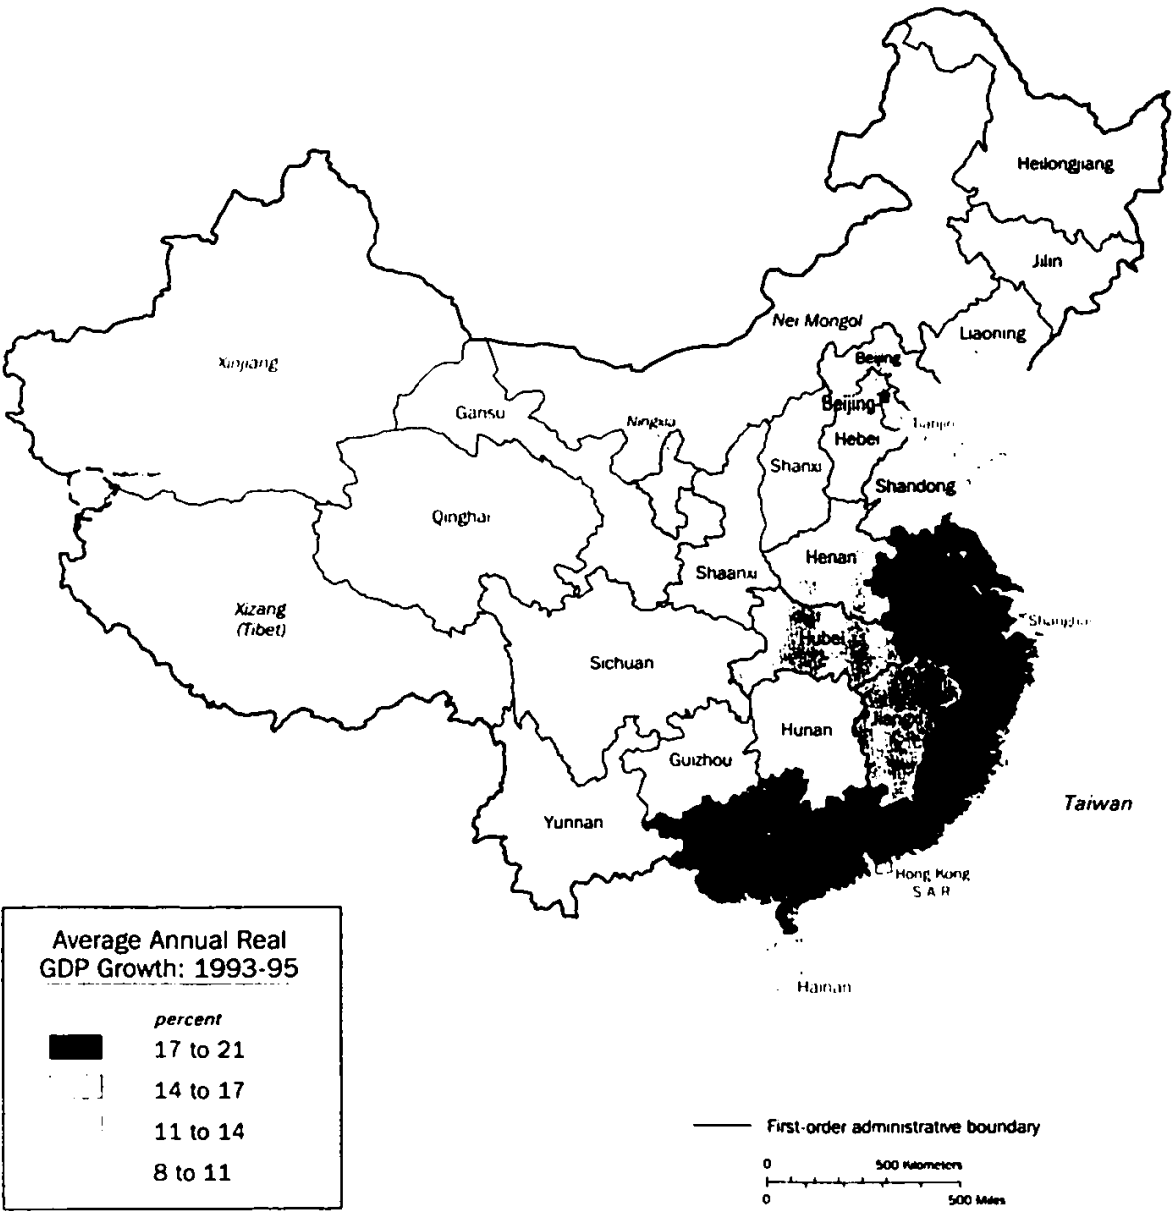 Heilongjiang
Jilin
Nei Mongol
Liaoning
Beijing
Xinjiang
Beijing
Gansu
Ningxia
Tianjin
Hebei
Shanxi
Shandong
Qinghai
Henan
Shaanxi
Xizang
(Tibet)
Shanghai
Hubei
Sichuan
Jiangxi
Hunan
Guizhou
Taiwan
Yunnan
Hong Kong
S A R
Hainan
Average Annual Real
GDP Growth: 1993-95
percent
17 to 21
14 to 17
11 to 14
8 to 11
First-order administrative boundary
0 500 Kilometers
0 500 Miles